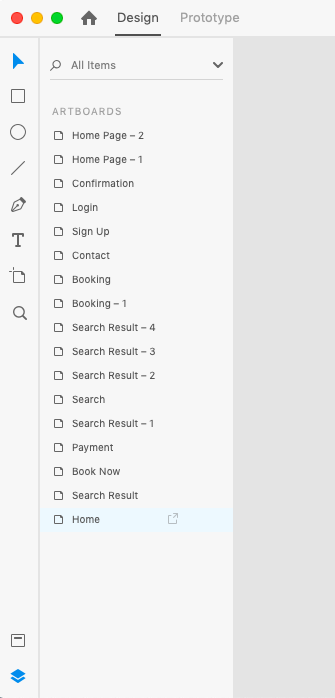 Design Prototype
All Items
ARTBOARDS
Home Page – 2
Home Page – 1
Confirmation
Login
Sign Up
Contact
Booking
Booking – 1
Search Result – 4
Search Result – 3
Search Result – 2
Search
Search Result – 1
Payment
Book Now
Search Result
Home